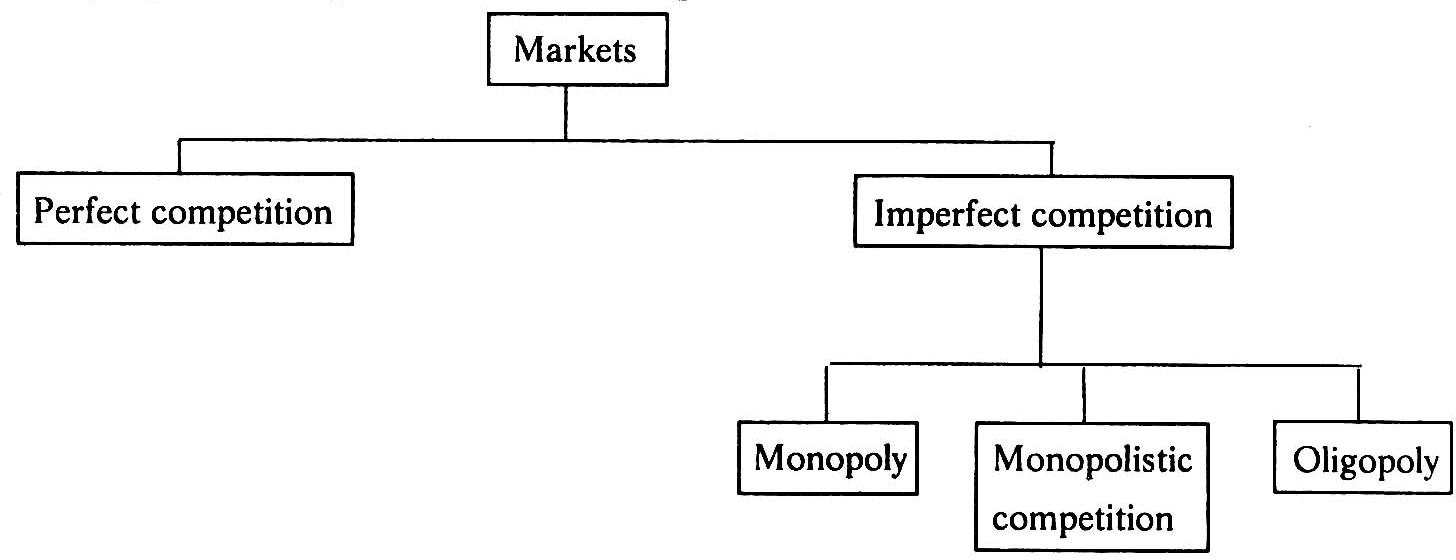 Markets
Perfect competition
Imperfect competition
Monopoly
Monopolistic
competition
Oligopoly